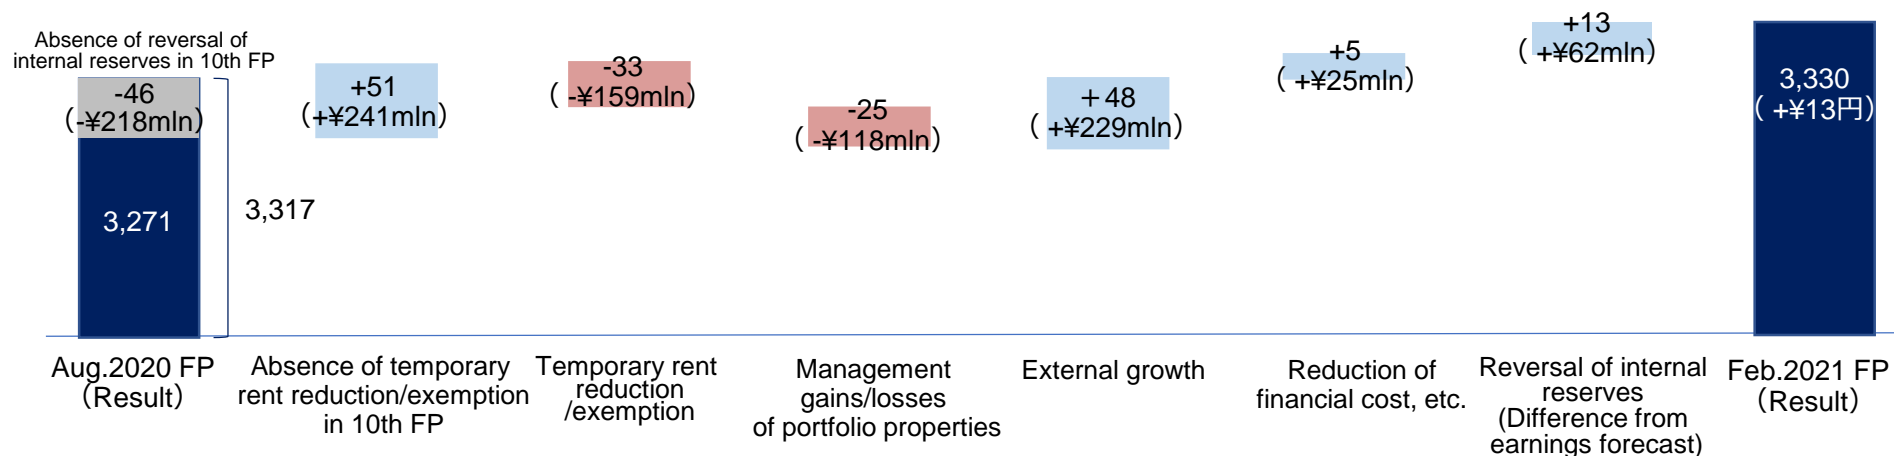 Absence of reversal of
internal reserves in 10th FP
-46
(-¥218mln)
3,271
3,317
+51
(+¥241mln)
-33
( -¥159mln)
-25
( -¥118mln)
＋48
( +¥229mln)
+5
( +¥25mln)
+13
( +¥62mln)
3,330
( +¥13円)
Aug.2020 FP
(Result)
Absence of temporary
rent reduction/exemption
in 10th FP
Temporary rent
reduction
/exemption
Management
gains/losses
of portfolio properties
External growth
Reduction of
financial cost, etc.
Reversal of internal
reserves
(Difference from
earnings forecast)
Feb.2021 FP
(Result)